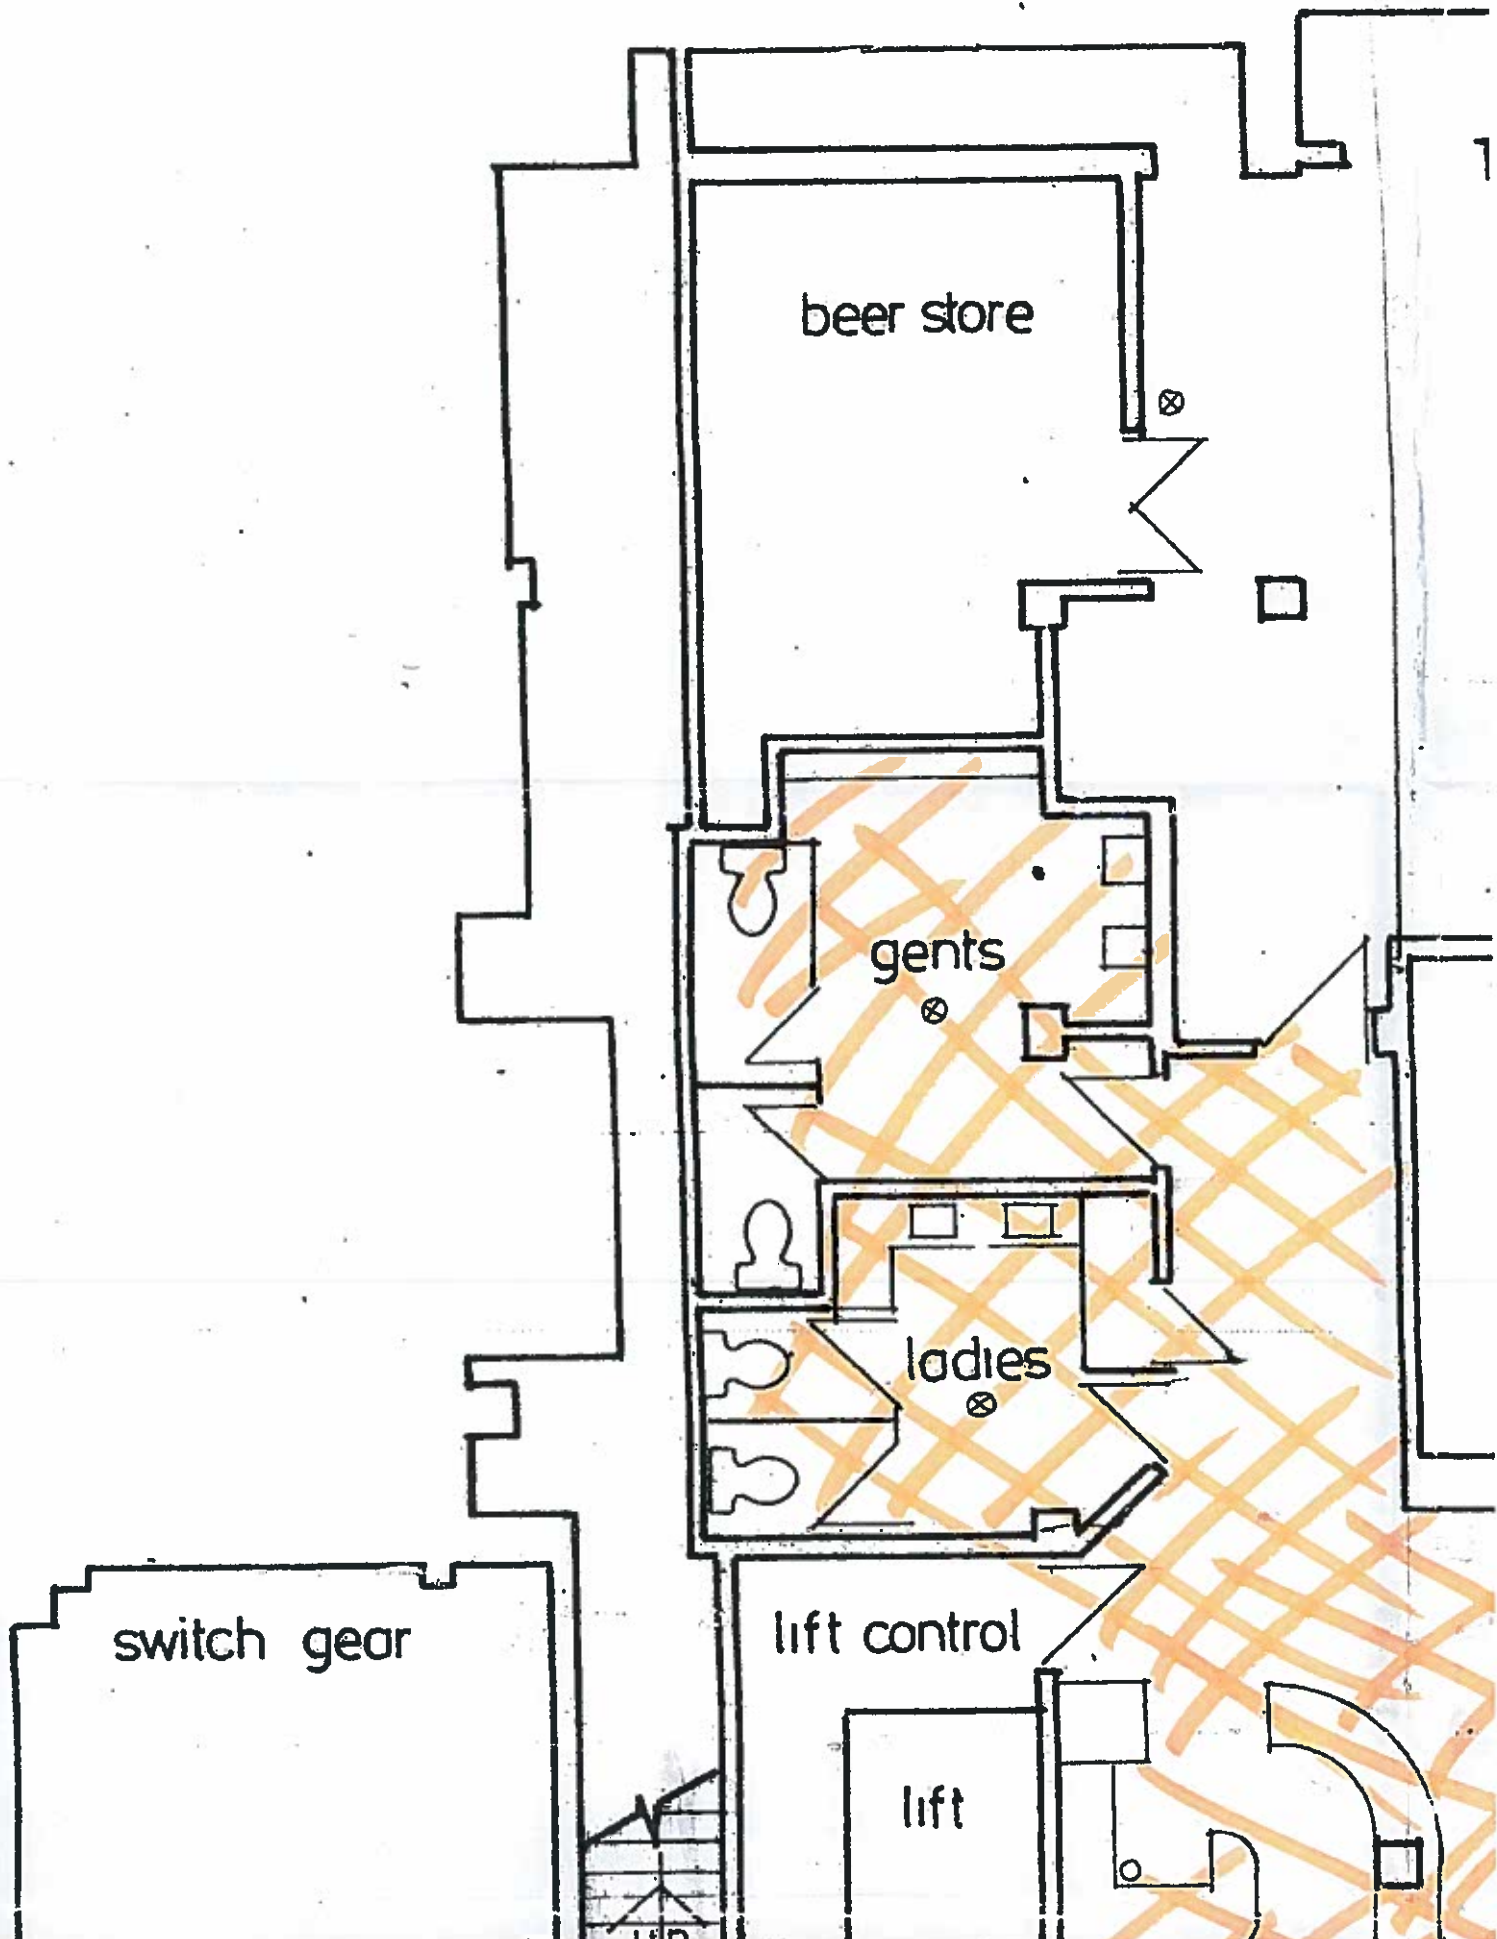 beer store
gents
ladies
switch gear
lift control
lift